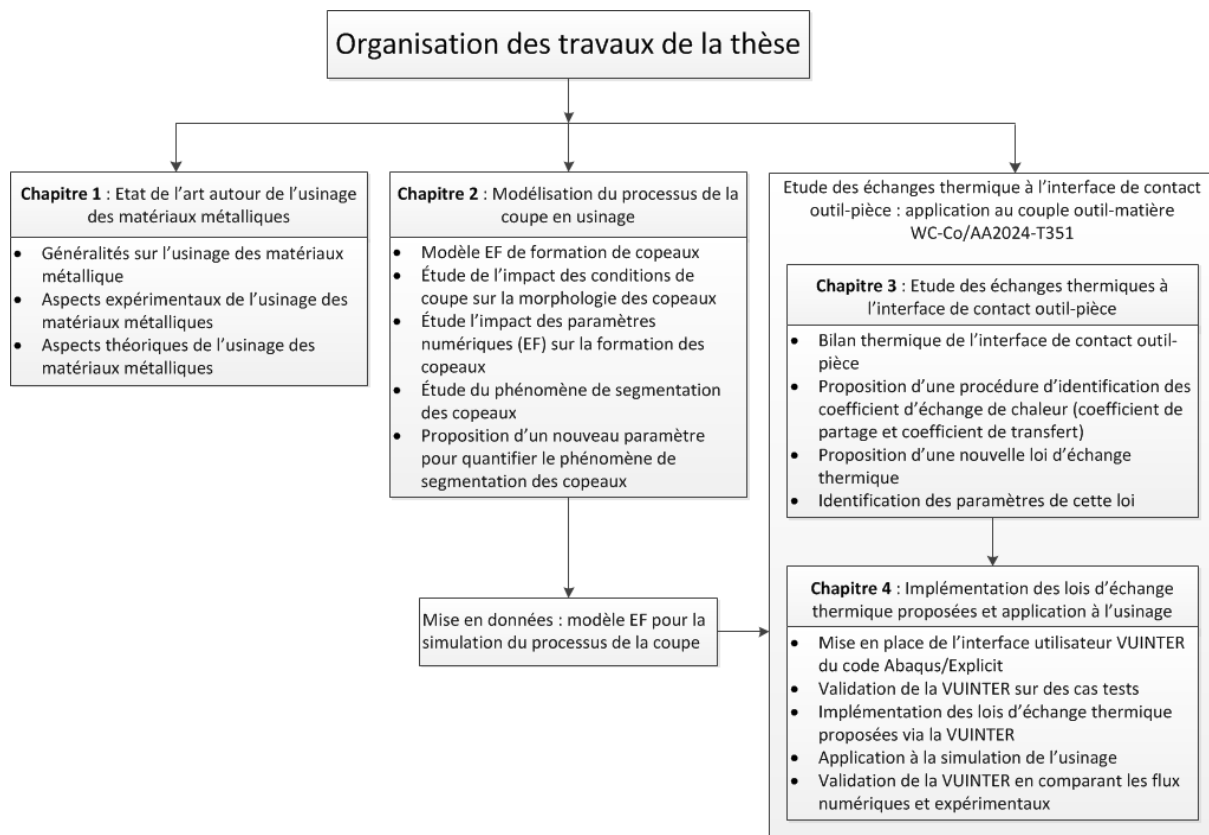 Organisation des travaux de la thèse
Chapitre 1 : Etat de l'art autour de l'usinage
des matériaux métalliques
• Généralités sur l'usinage des matériaux
métallique
• Aspects expérimentaux de l'usinage des
matériaux métalliques
• Aspects théoriques de l'usinage des
matériaux métalliques
Chapitre 2 : Modélisation du processus de la
coupe en usinage
• Modèle EF de formation de copeaux
• Étude de l'impact des conditions de
coupe sur la morphologie des copeaux
• Étude l'impact des paramètres
numériques (EF) sur la formation des
copeaux
• Étude du phénomène de segmentation
des copeaux
• Proposition d'un nouveau paramètre
pour quantifier le phénomène de
segmentation des copeaux
Mise en données : modèle EF pour la
simulation du processus de la coupe
Etude des échanges thermique à l'interface de contact
outil-pièce : application au couple outil-matière
WC-Co/AA2024-T351
Chapitre 3 : Etude des échanges thermiques à
l'interface de contact outil-pièce
• Bilan thermique de l'interface de contact outil-
pièce
• Proposition d'une procédure d'identification des
coefficient d'échange de chaleur (coefficient de
partage et coefficient de transfert)
• Proposition d'une nouvelle loi d'échange
thermique
• Identification des paramètres de cette loi
Chapitre 4 : Implémentation des lois d'échange
thermique proposées et application à l'usinage
• Mise en place de l'interface utilisateur VUINTER
du code Abaqus/Explicit
• Validation de la VUINTER sur des cas tests
• Implémentation des lois d'échange thermique
proposées via la VUINTER
• Application à la simulation de l'usinage
• Validation de la VUINTER en comparant les flux
numériques et expérimentaux